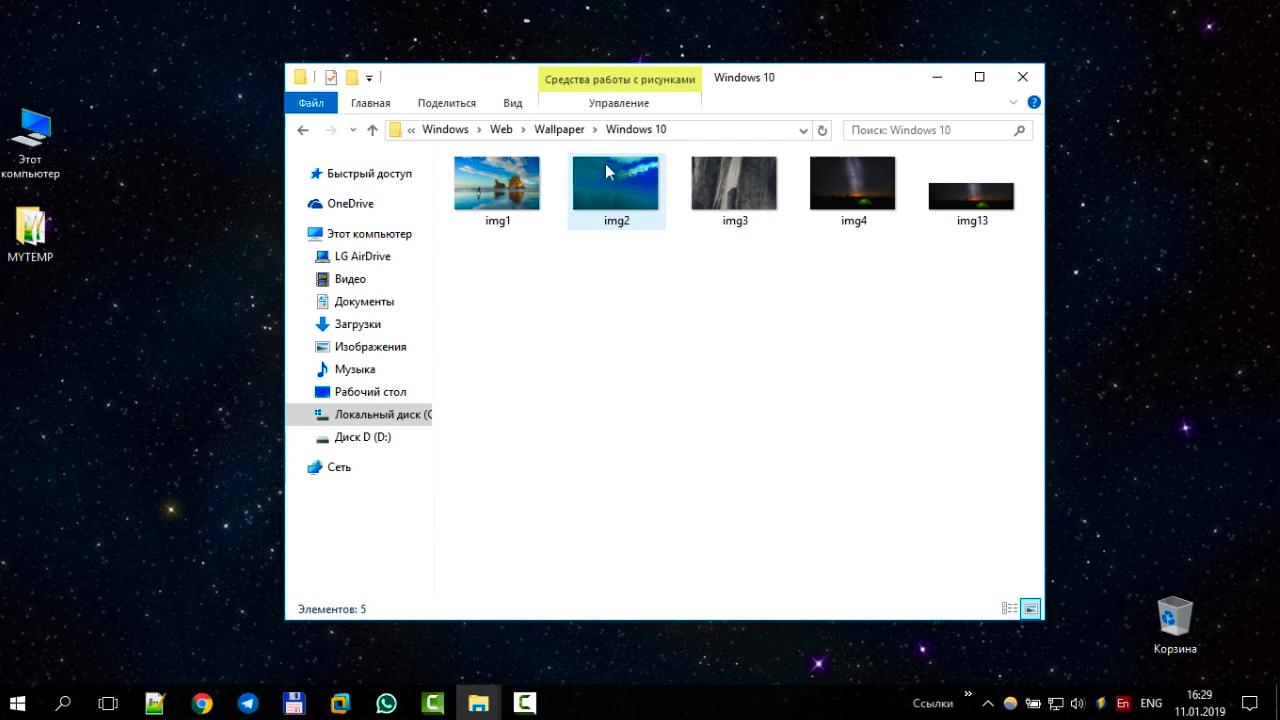 Средства работы с рисунками
Windows 10
Файл
Главная
Поделиться
Вид
Управление
Windows
Web
Wallpaper
Windows 10
Поиск: Windows 10
Этот
компьютер
MYTEMP
Быстрый доступ
OneDrive
Этот компьютер
LG AirDrive
Видео
Документы
Загрузки
Изображения
Музыка
Рабочий стол
Локальный диск (C
Диск D (D:)
Сеть
img1
img2
img3
img4
img13
Элементов: 5
Корзина
Ссылки
En
ENG
16:29
11.01.2019